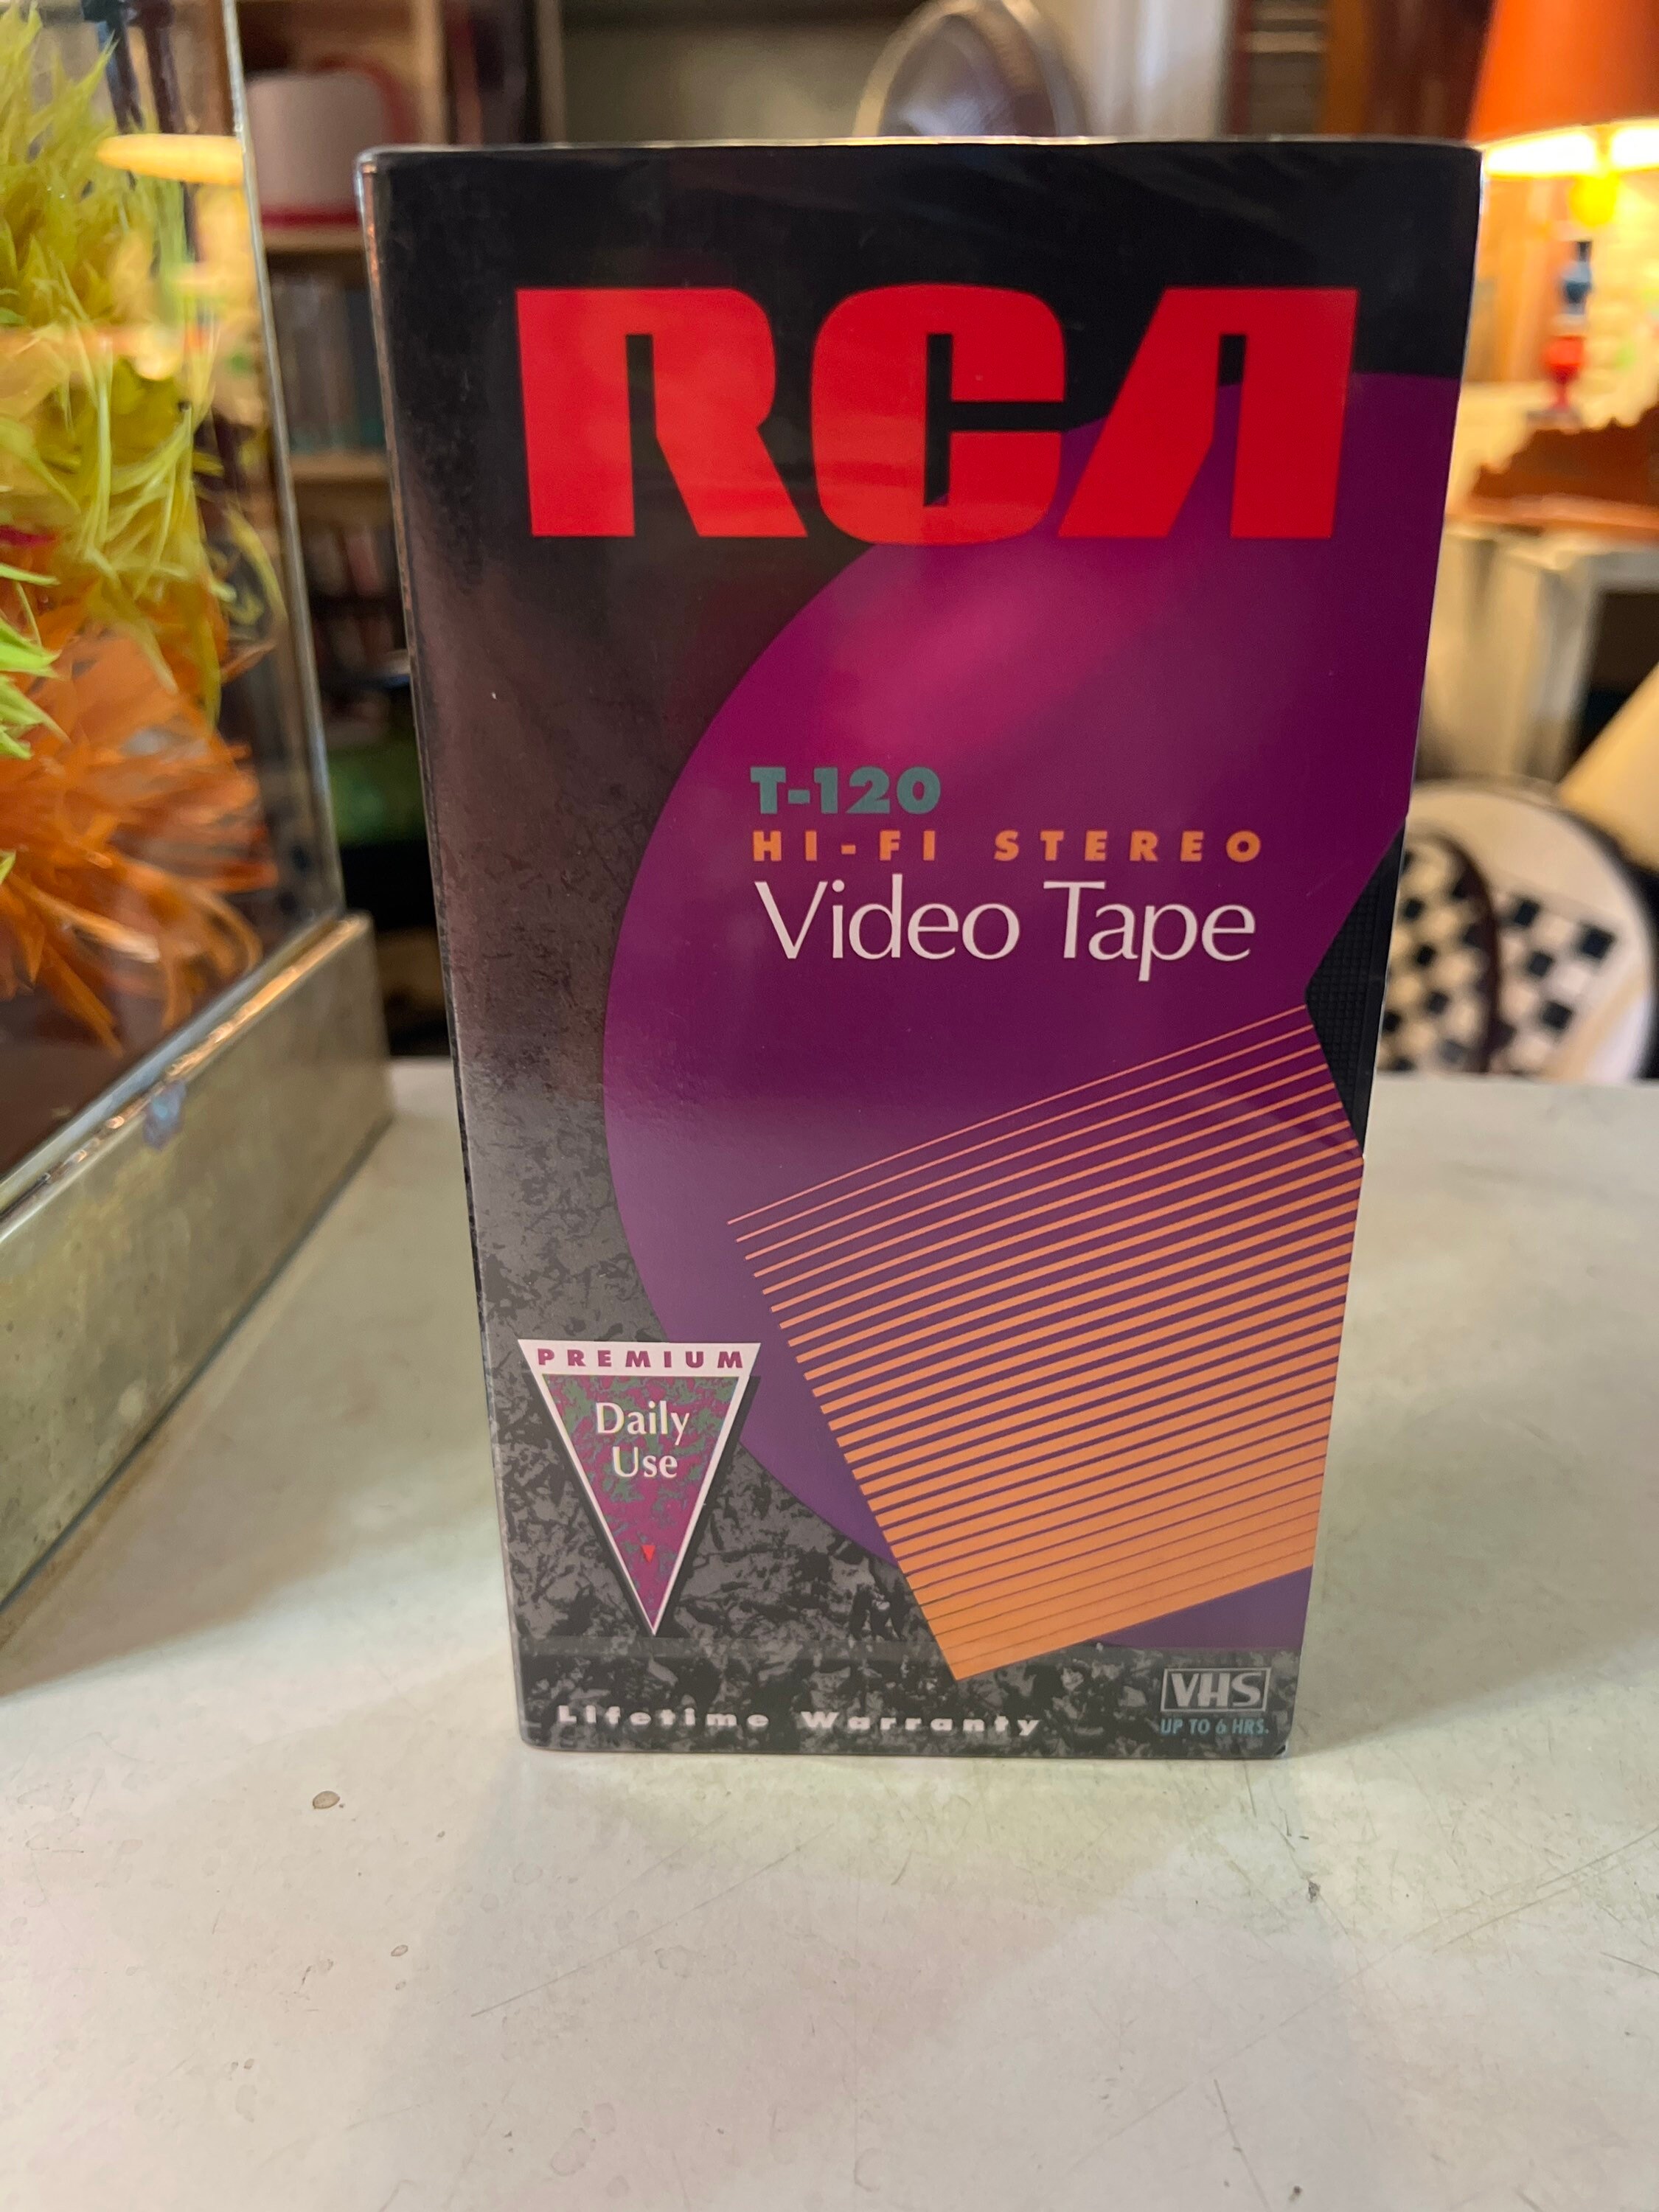 RCA
T-120
HI-FI STEREO
Video Tape
PREMIUM
Daily
Use
Lifetime Warranty
VHS
UP TO 6 HRS.